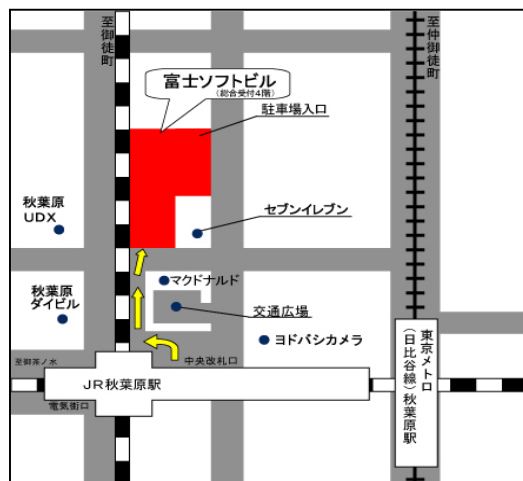 至御徒町
至仲御徒町
富士ソフトビル
(総合受付4階)
駐車場入口
秋葉原
UDX
セブンイレブン
マクドナルド
秋葉原
ダイビル
交通広場
ヨドバシカメラ
至御茶ノ水
中央改札口
JR秋葉原駅
電気街口
東京メトロ
(日比谷線)秋葉原駅